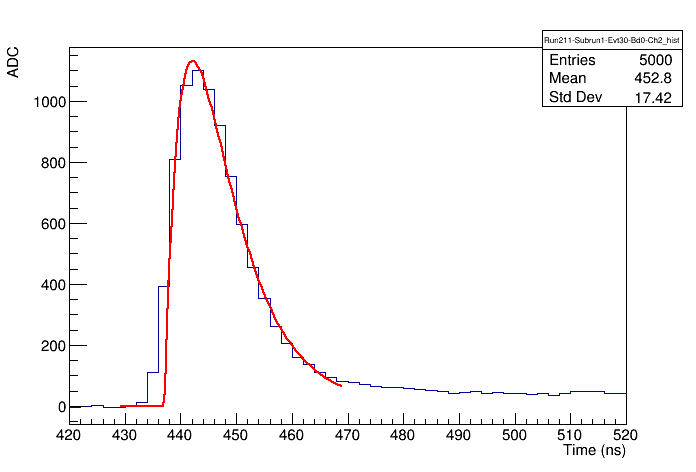 Run211-Subrun1-Evt30-Bd0-Ch2_hist
Entries 5000
Mean 452.8
Std Dev 17.42
ADC
1000
800
600
400
200
0
420 430 440 450 460 470 480 490 500 510 520
Time (ns)